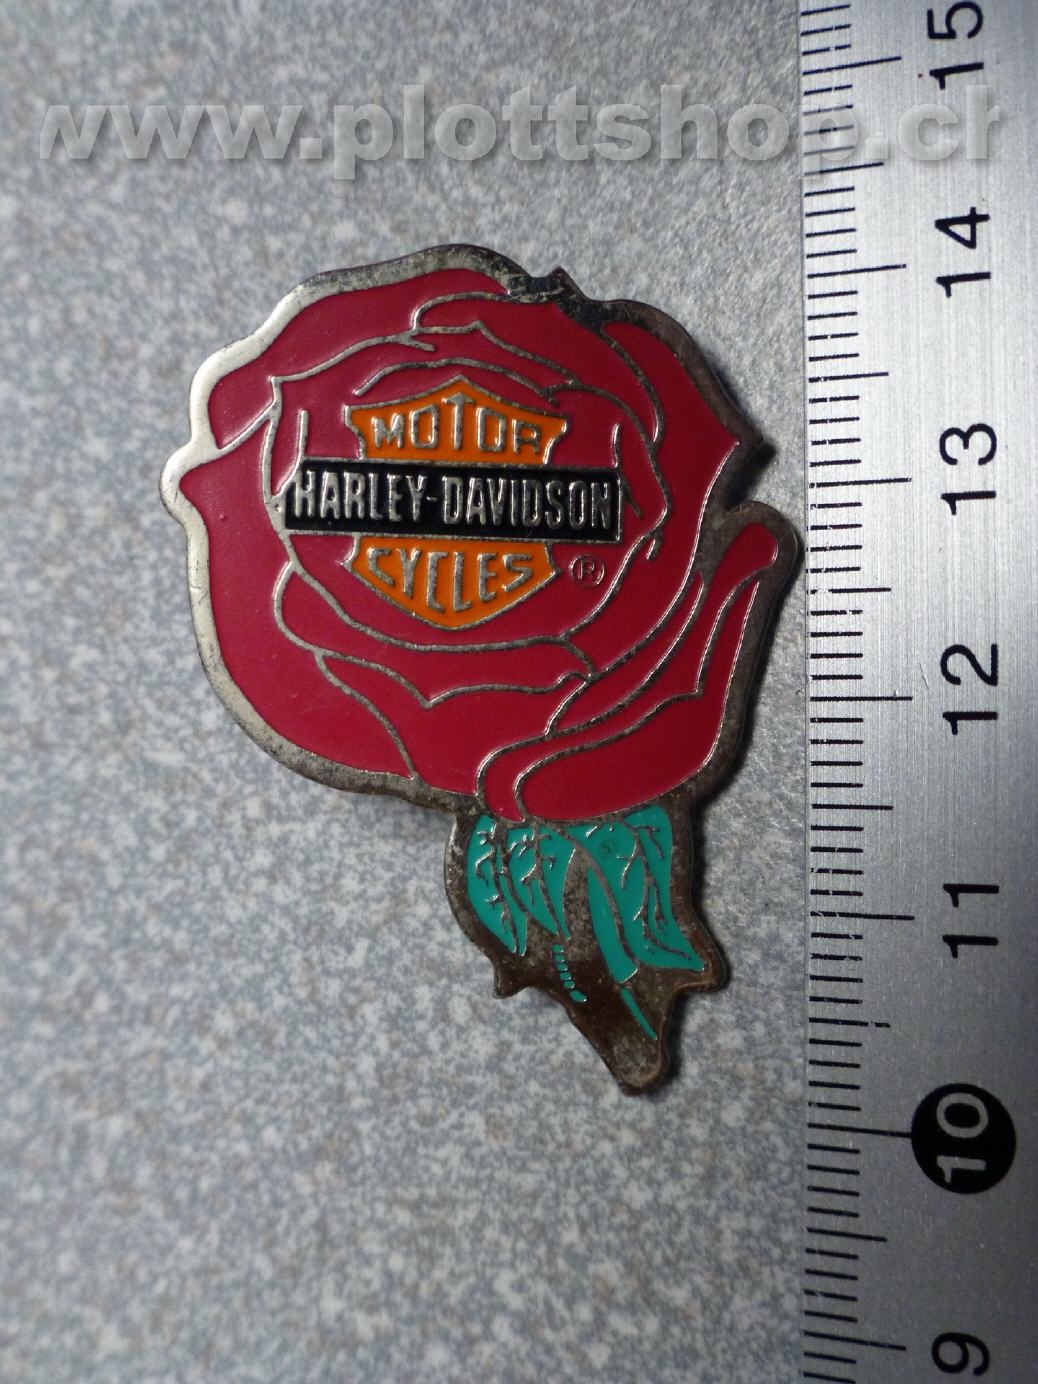 www.plottshop.ch
MOTOR
HARLEY-DAVIDSON
CYCLES ®
15
14
13
12
11
10
9